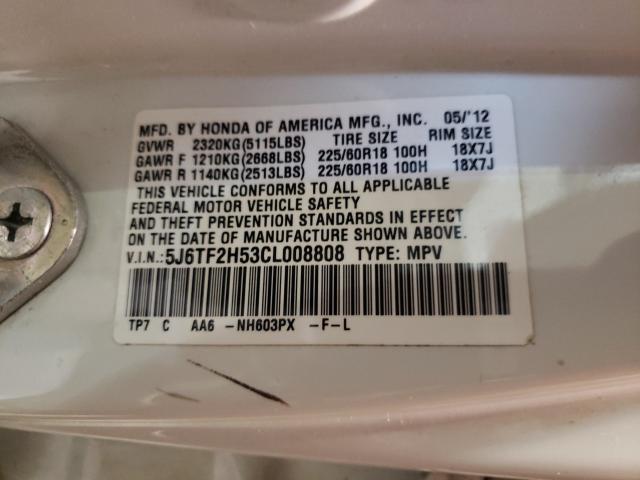 MFD. BY HONDA OF AMERICA MFG., INC. 05/'12
GVWR 2320KG(5115LBS) TIRE SIZE RIM SIZE
GAWR F 1210KG(2668LBS) 225/60R18 100H 18X7J
GAWR R 1140KG(2513LBS) 225/60R18 100H 18X7J
THIS VEHICLE CONFORMS TO ALL APPLICABLE
FEDERAL MOTOR VEHICLE SAFETY
AND THEFT PREVENTION STANDARDS IN EFFECT
ON THE DATE OF MANUFACTURE SHOWN ABOVE.
V.I.N.: 5J6TF2H53CL008808 TYPE: MPV
TP7 C AA6 -NH603PX -F-L